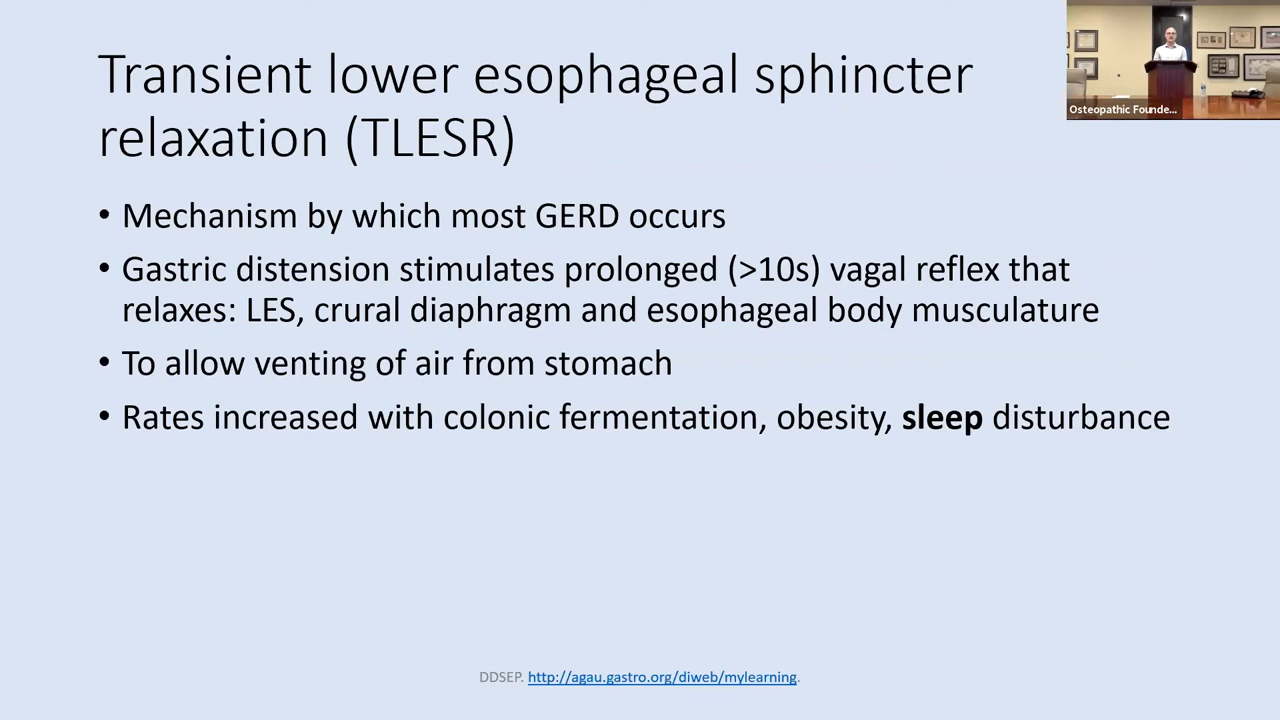 Transient lower esophageal sphincter
relaxation (TLESR)
Osteopathic Founde...
• Mechanism by which most GERD occurs
• Gastric distension stimulates prolonged (>10s) vagal reflex that
relaxes: LES, crural diaphragm and esophageal body musculature
• To allow venting of air from stomach
• Rates increased with colonic fermentation, obesity, sleep disturbance
DDSEP. http://agau.gastro.org/diweb/mylearning.